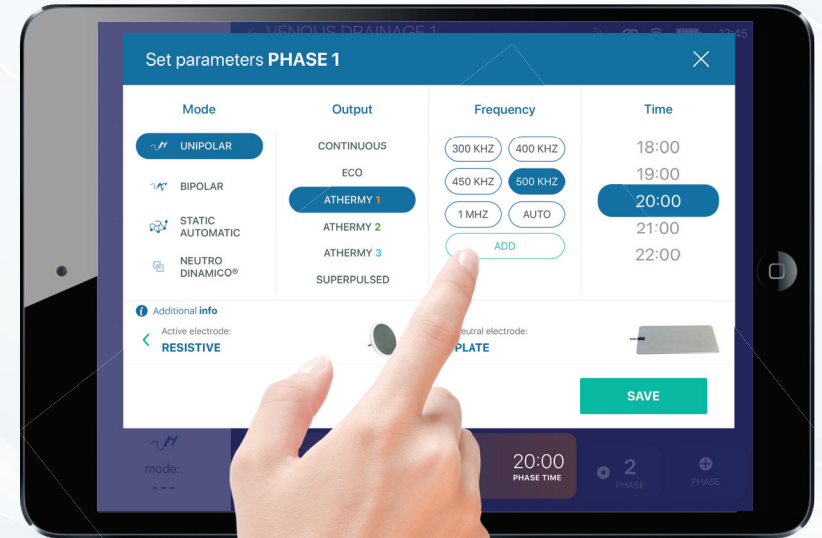 VENOUS DRAINAGE 1
12:45
Set parameters PHASE 1
Mode
Output
Frequency
Time
UNIPOLAR
BIPOLAR
STATIC
AUTOMATIC
NEUTRO
DINAMICO®
CONTINUOUS
ECO
ATHERMY 1
ATHERMY 2
ATHERMY 3
SUPERPULSED
300 KHZ
400 KHZ
450 KHZ
500 KHZ
1 MHZ
AUTO
ADD
18:00
19:00
20:00
21:00
22:00
Additional info
Active electrode:
RESISTIVE
eutral electrode:
PLATE
SAVE
mode:
---
20:00
PHASE TIME
2
PHASE
PHASE